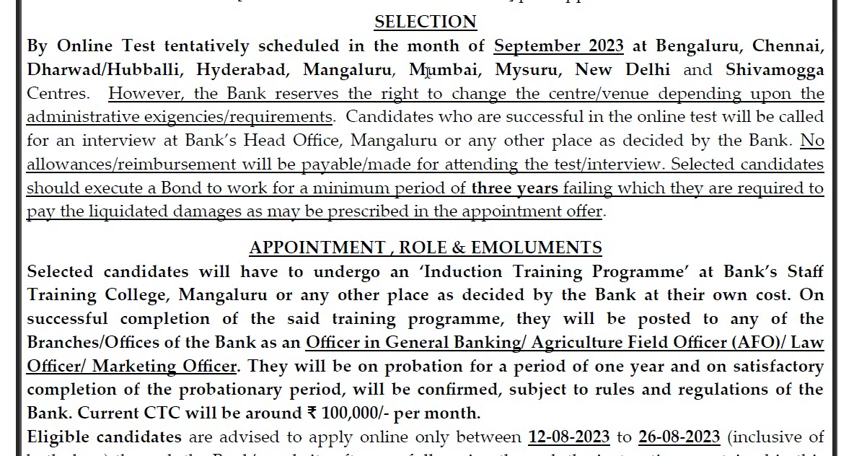 SELECTION
By Online Test tentatively scheduled in the month of September 2023 at Bengaluru, Chennai,
Dharwad/Hubballi, Hyderabad, Mangaluru, Mumbai, Mysuru, New Delhi and Shivamogga
Centres. However, the Bank reserves the right to change the centre/venue depending upon the
administrative exigencies/requirements. Candidates who are successful in the online test will be called
for an interview at Bank's Head Office, Mangaluru or any other place as decided by the Bank. No
allowances/reimbursement will be payable/made for attending the test/interview. Selected candidates
should execute a Bond to work for a minimum period of three years failing which they are required to
pay the liquidated damages as may be prescribed in the appointment offer.
APPOINTMENT , ROLE & EMOLUMENTS
Selected candidates will have to undergo an 'Induction Training Programme' at Bank's Staff
Training College, Mangaluru or any other place as decided by the Bank at their own cost. On
successful completion of the said training programme, they will be posted to any of the
Branches/Offices of the Bank as an Officer in General Banking/ Agriculture Field Officer (AFO)/ Law
Officer/ Marketing Officer. They will be on probation for a period of one year and on satisfactory
completion of the probationary period, will be confirmed, subject to rules and regulations of the
Bank. Current CTC will be around ₹ 100,000/- per month.
Eligible candidates are advised to apply online only between 12-08-2023 to 26-08-2023 (inclusive of